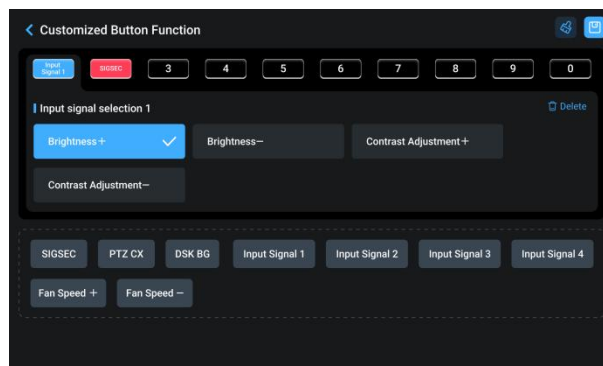 Customized Button Function
Input Signal 1 SIGSEC 3 4 5 6 7 8 9 0
Input signal selection 1 Delete
Brightness+ Brightness− Contrast Adjustment+
Contrast Adjustment−
SIGSEC PTZ CX DSK BG Input Signal 1 Input Signal 2 Input Signal 3 Input Signal 4
Fan Speed + Fan Speed −